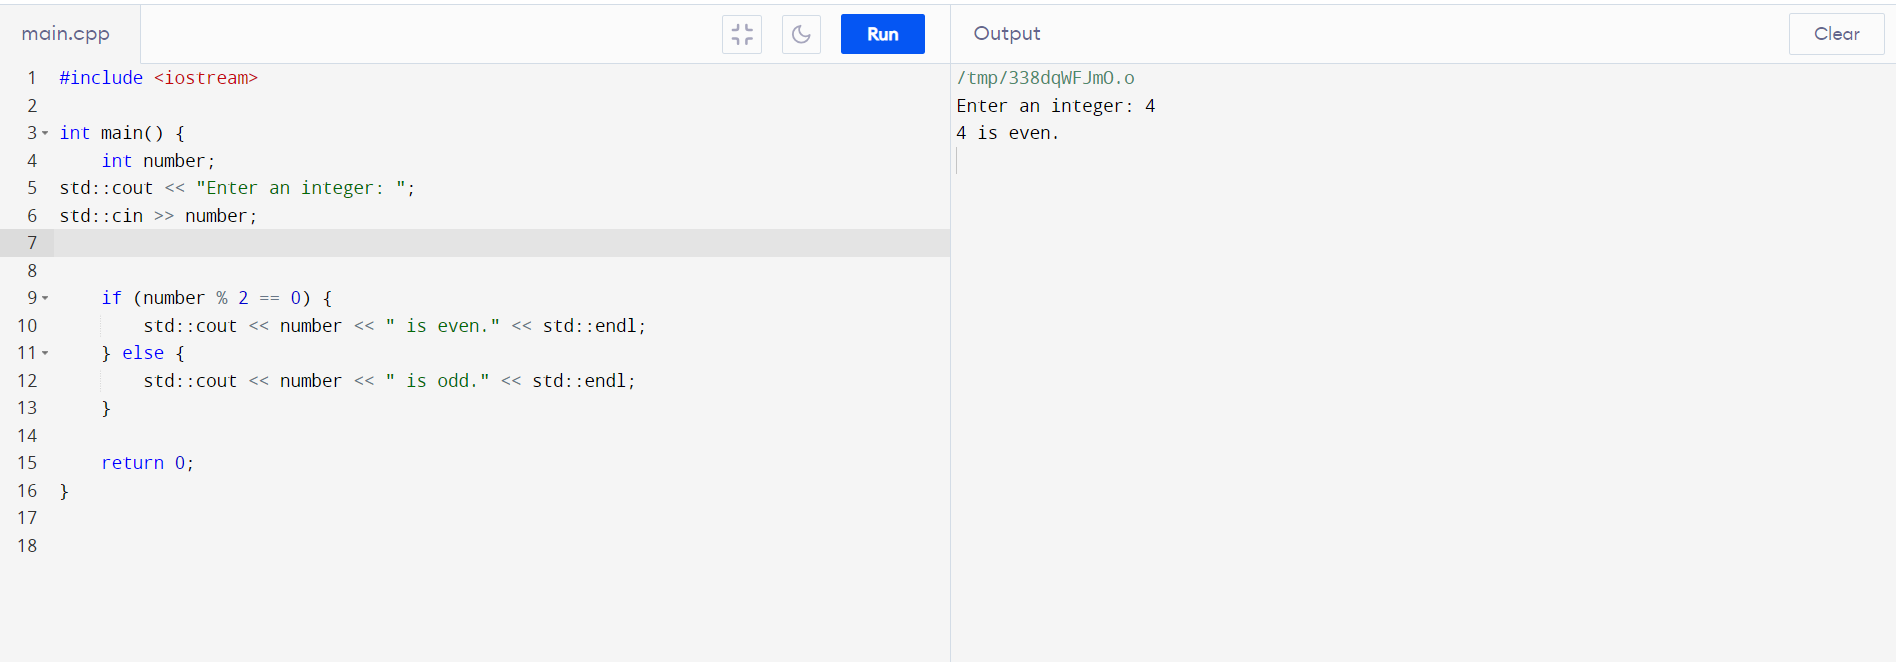 main.cpp
Run
Output
Clear
1 #include <iostream>
2
3 int main() {
4     int number;
5 std::cout << "Enter an integer: ";
6 std::cin >> number;
7
8
9     if (number % 2 == 0) {
10         std::cout << number << " is even." << std::endl;
11     } else {
12         std::cout << number << " is odd." << std::endl;
13     }
14
15     return 0;
16 }
17
18
/tmp/338dqWFJmO.o
Enter an integer: 4
4 is even.